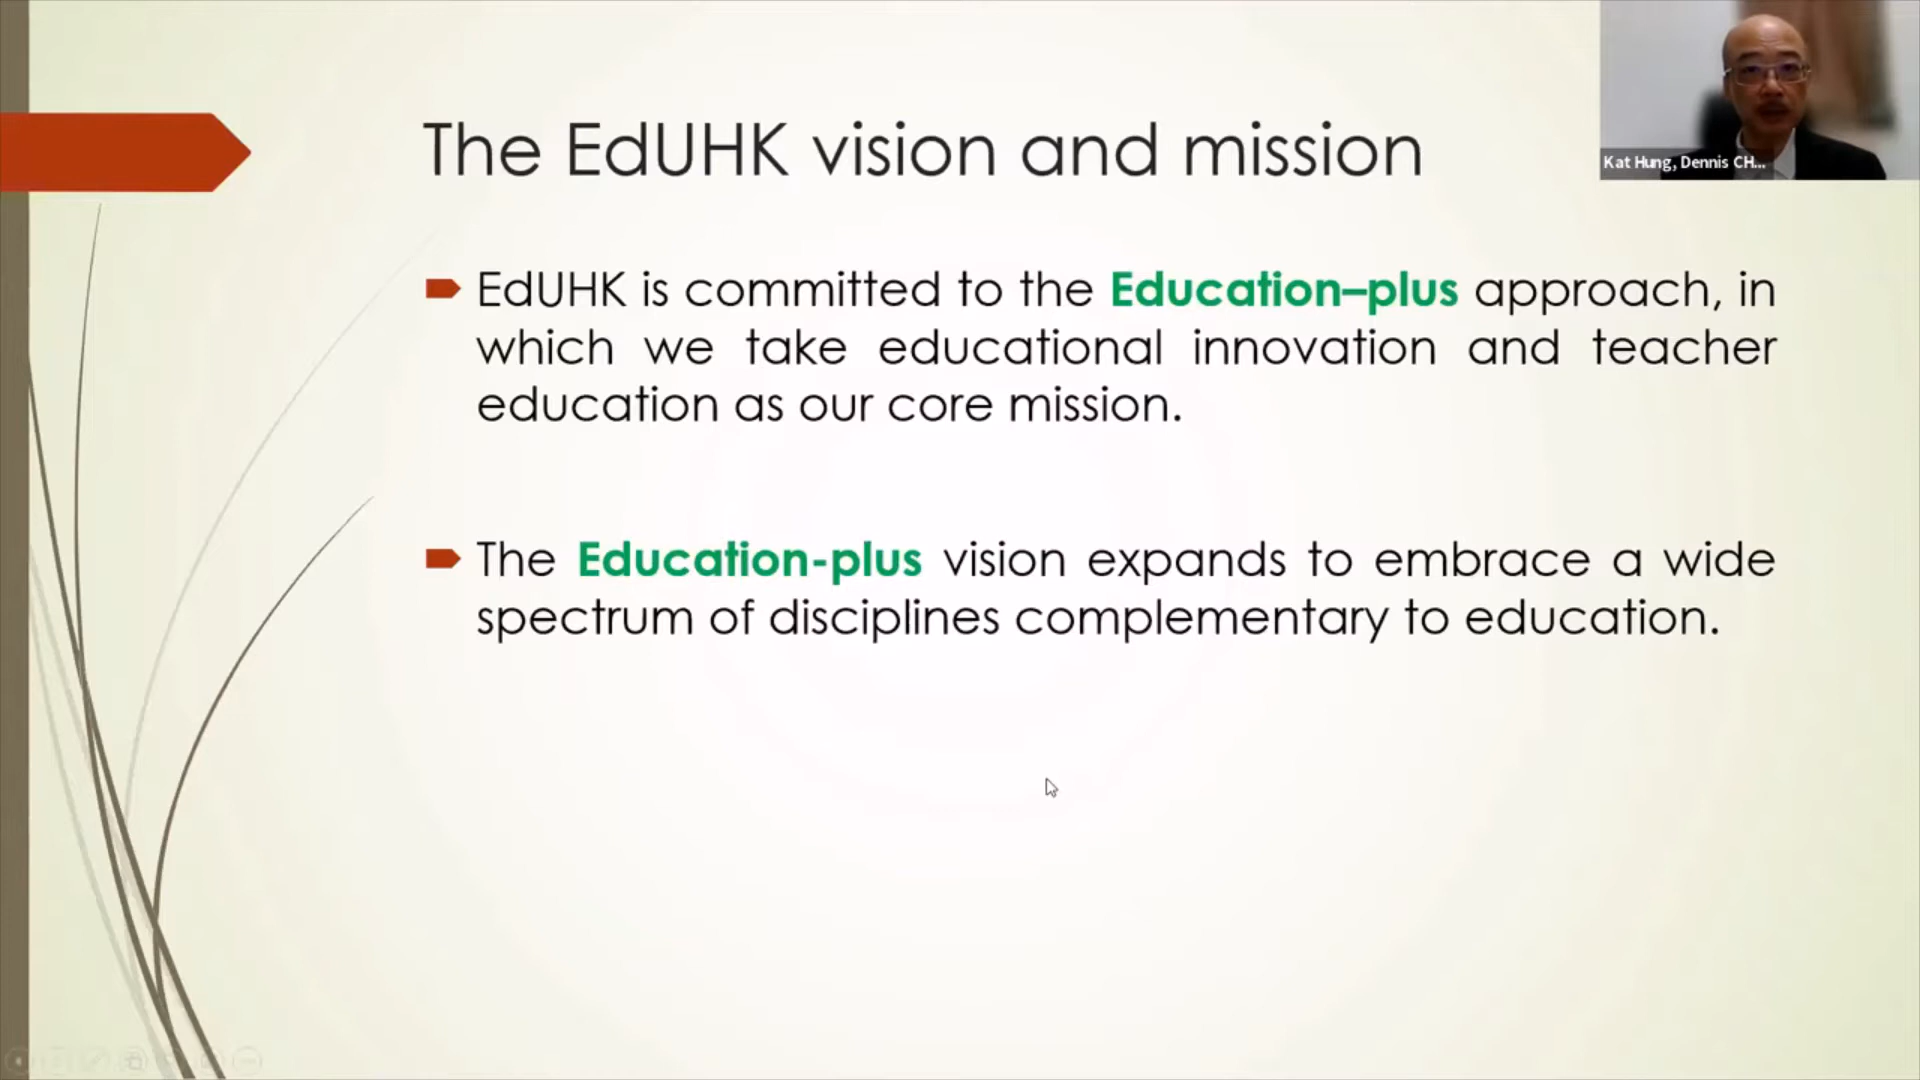 The EdUHK vision and mission
Kat Hung, Dennis CH...
EdUHK is committed to the Education–plus approach, in
which we take educational innovation and teacher
education as our core mission.
The Education-plus vision expands to embrace a wide
spectrum of disciplines complementary to education.